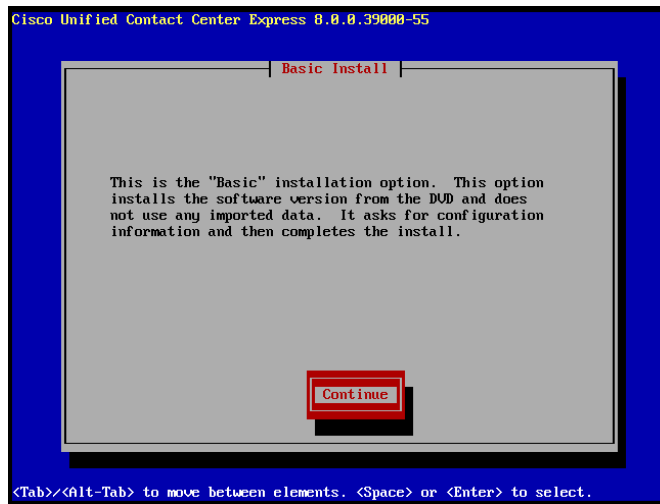 Cisco Unified Contact Center Express 8.0.0.39000-55
Basic Install
This is the "Basic" installation option.  This option
installs the software version from the DVD and does
not use any imported data.  It asks for configuration
information and then completes the install.
Continue
<Tab>/<Alt-Tab> to move between elements. <Space> or <Enter> to select.